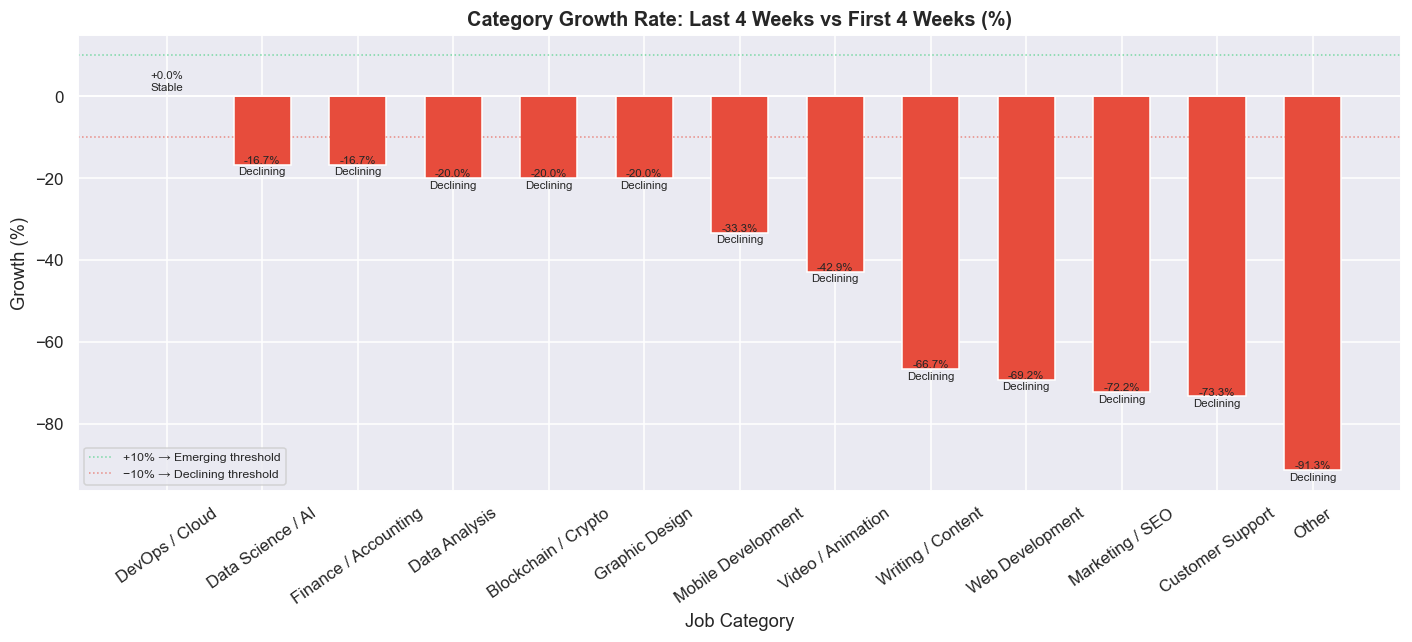 Category Growth Rate: Last 4 Weeks vs First 4 Weeks (%)
Growth (%)
0
−20
−40
−60
−80
+0.0%
Stable
-16.7%
Declining
-16.7%
Declining
-20.0%
Declining
-20.0%
Declining
-20.0%
Declining
-33.3%
Declining
-42.9%
Declining
-66.7%
Declining
-69.2%
Declining
-72.2%
Declining
-73.3%
Declining
-91.3%
Declining
+10% → Emerging threshold
−10% → Declining threshold
DevOps / Cloud
Data Science / AI
Finance / Accounting
Data Analysis
Blockchain / Crypto
Graphic Design
Mobile Development
Video / Animation
Writing / Content
Web Development
Marketing / SEO
Customer Support
Other
Job Category